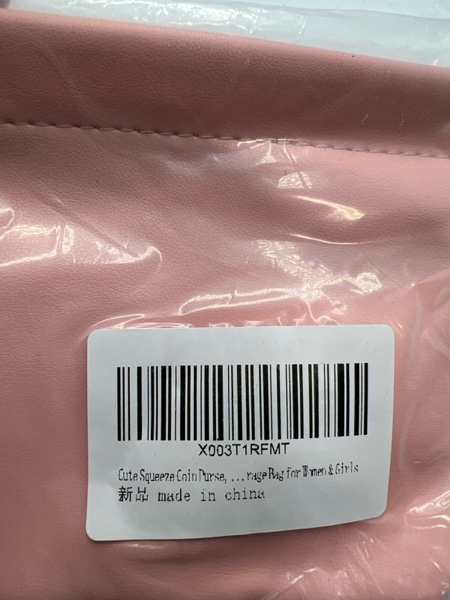 X003T1RFMT
Cute Squeeze Coin Purse, ...rage Bag for Women & Girls
新品 made in china